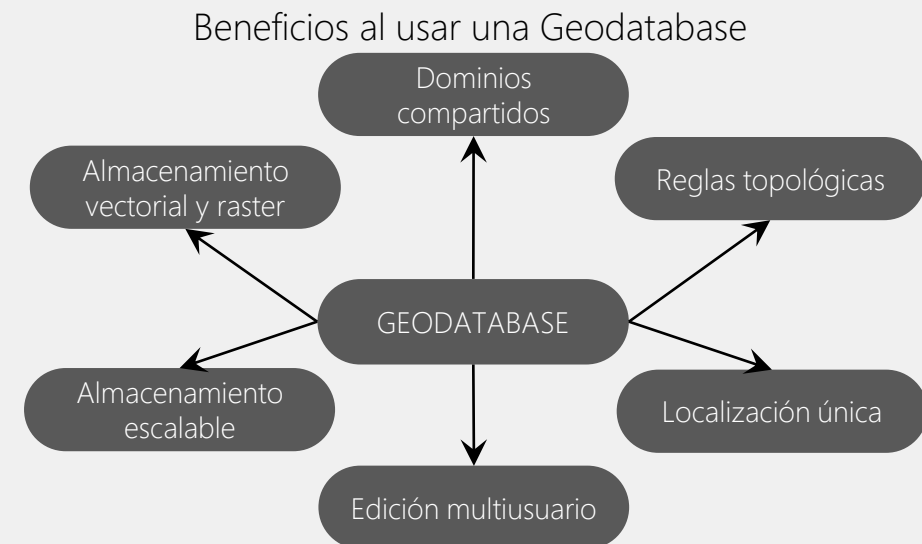 Beneficios al usar una Geodatabase
Dominios
compartidos
Almacenamiento
vectorial y raster
Reglas topológicas
GEODATABASE
Almacenamiento
escalable
Localización única
Edición multiusuario